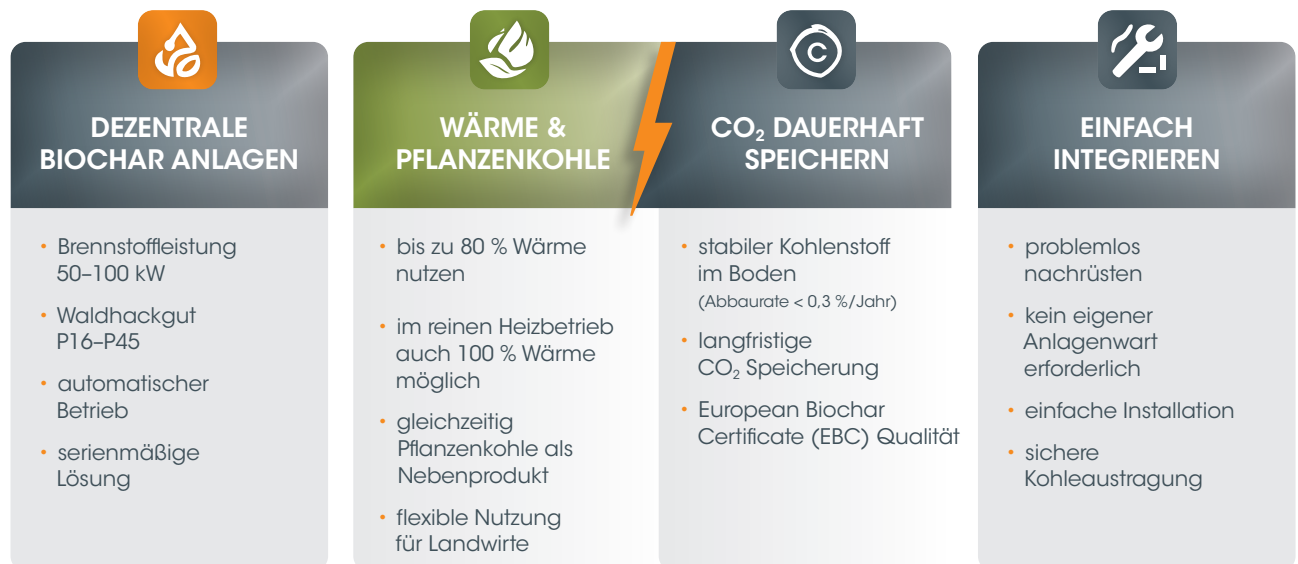 DEZENTRALE
BIOCHAR ANLAGEN
• Brennstoffleistung
50–100 kW
• Waldhackgut
P16–P45
• automatischer
Betrieb
• serienmäßige
Lösung
WÄRME &
PFLANZENKOHLE
• bis zu 80 % Wärme
nutzen
• im reinen Heizbetrieb
auch 100 % Wärme
möglich
• gleichzeitig
Pflanzenkohle als
Nebenprodukt
• flexible Nutzung
für Landwirte
C
CO₂ DAUERHAFT
SPEICHERN
• stabiler Kohlenstoff
im Boden
(Abbaurate < 0,3 %/Jahr)
• langfristige
CO₂ Speicherung
• European Biochar
Certificate (EBC) Qualität
EINFACH
INTEGRIEREN
• problemlos
nachrüsten
• kein eigener
Anlagenwart
erforderlich
• einfache Installation
• sichere
Kohleaustragung